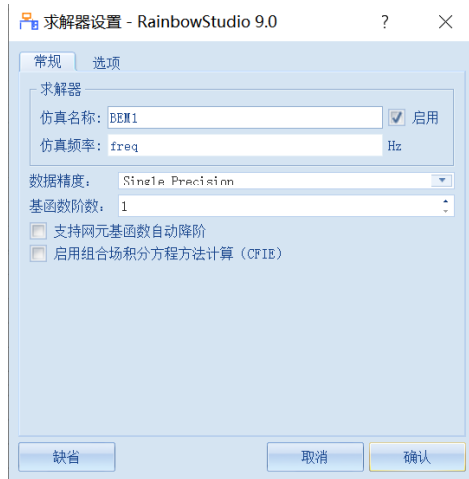 求解器设置 - RainbowStudio 9.0 ?
常规 选项
求解器
仿真名称: BEM1 启用
仿真频率: freq Hz
数据精度: Single Precision
基函数阶数: 1
支持网元基函数自动降阶
启用组合场积分方程方法计算（CFIE）
缺省 取消 确认